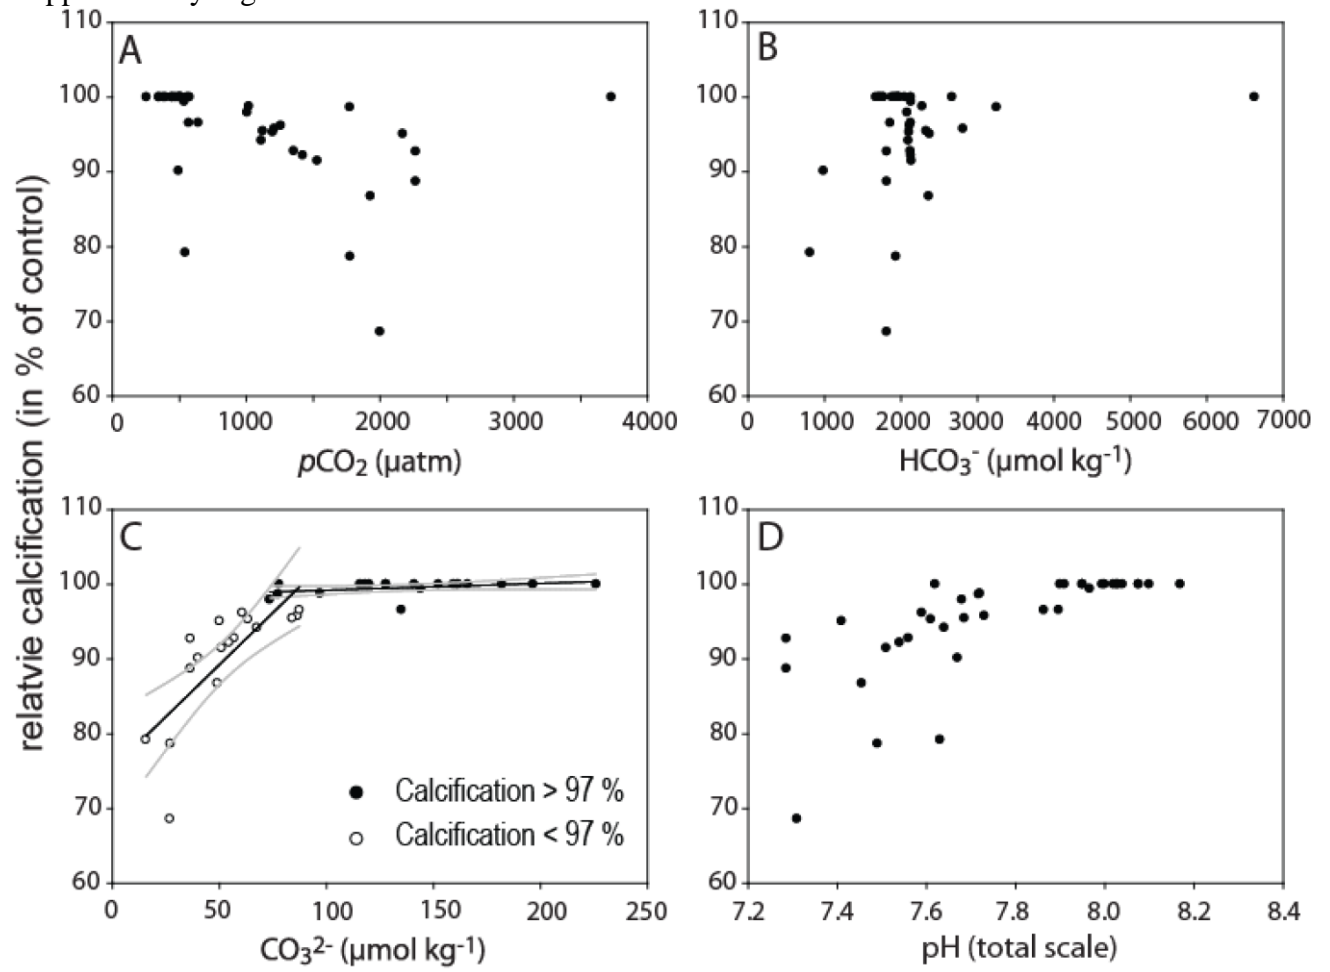 relatvie calcification (in % of control)
A
110
100
90
80
70
60
0 1000 2000 3000 4000
pCO₂ (µatm)
B
110
100
90
80
70
60
0 1000 2000 3000 4000 5000 6000 7000
HCO₃⁻ (µmol kg⁻¹)
C
110
100
90
80
70
60
Calcification > 97 %
Calcification < 97 %
0 50 100 150 200 250
CO₃²⁻ (µmol kg⁻¹)
D
110
100
90
80
70
60
7.2 7.4 7.6 7.8 8.0 8.2 8.4
pH (total scale)